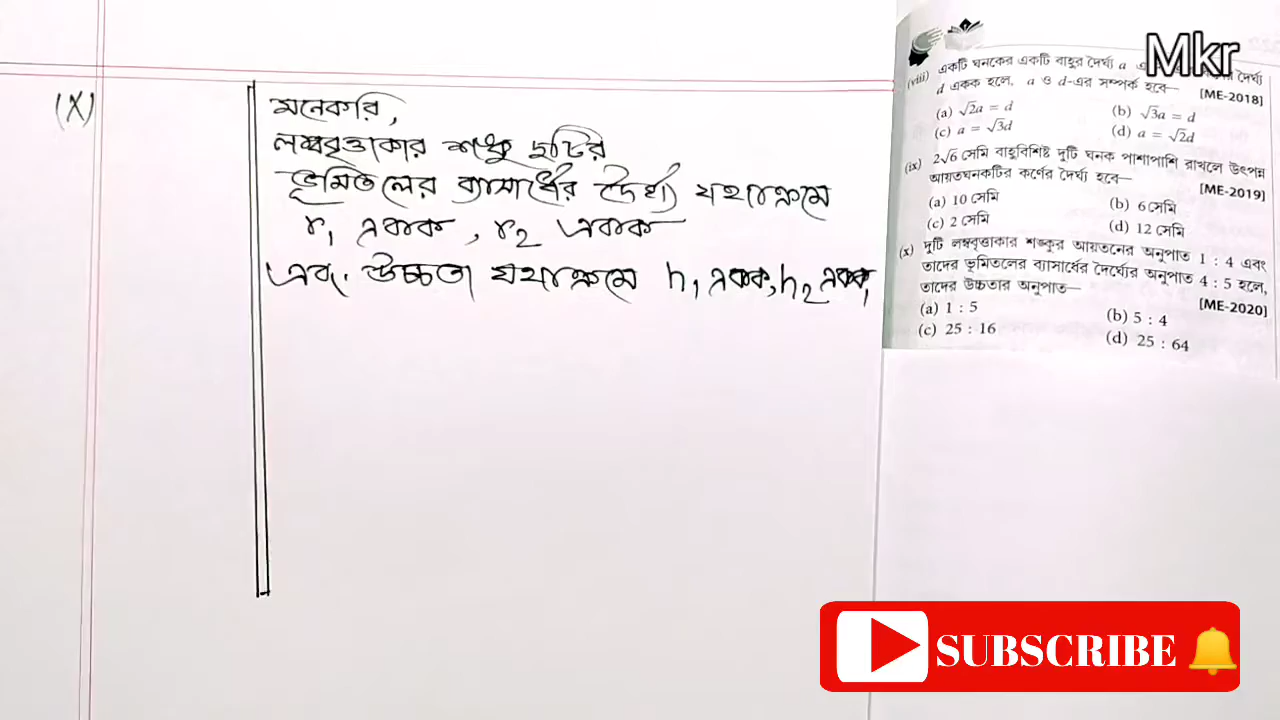 (X)
মনেকরি,
লম্ববৃত্তাকার শঙ্কু দুটির
ভূমিতলের ব্যাসার্ধের দৈর্ঘ্য যথাক্রমে
r₁ একক, r₂ একক
এবং উচ্চতা যথাক্রমে h₁ একক, h₂ একক,
Mkr
(viii) একটি ঘনকের একটি বাহুর দৈর্ঘ্য a দৈর্ঘ্য
d একক হলে, a ও d-এর সম্পর্ক হবে—
[ME-2018]
(a) √2a = d
(b) √3a = d
(c) a = √3d
(d) a = √2d
(ix) 2√6 সেমি বাহুবিশিষ্ট দুটি ঘনক পাশাপাশি রাখলে উৎপন্ন
আয়তঘনকটির কর্ণের দৈর্ঘ্য হবে—
[ME-2019]
(a) 10 সেমি
(b) 6 সেমি
(c) 2 সেমি
(d) 12 সেমি
(x) দুটি লম্ববৃত্তাকার শঙ্কুর আয়তনের অনুপাত 1 : 4 এবং
তাদের ভূমিতলের ব্যাসার্ধের দৈর্ঘ্যের অনুপাত 4 : 5 হলে,
তাদের উচ্চতার অনুপাত—
[ME-2020]
(a) 1 : 5
(b) 5 : 4
(c) 25 : 16
(d) 25 : 64
SUBSCRIBE